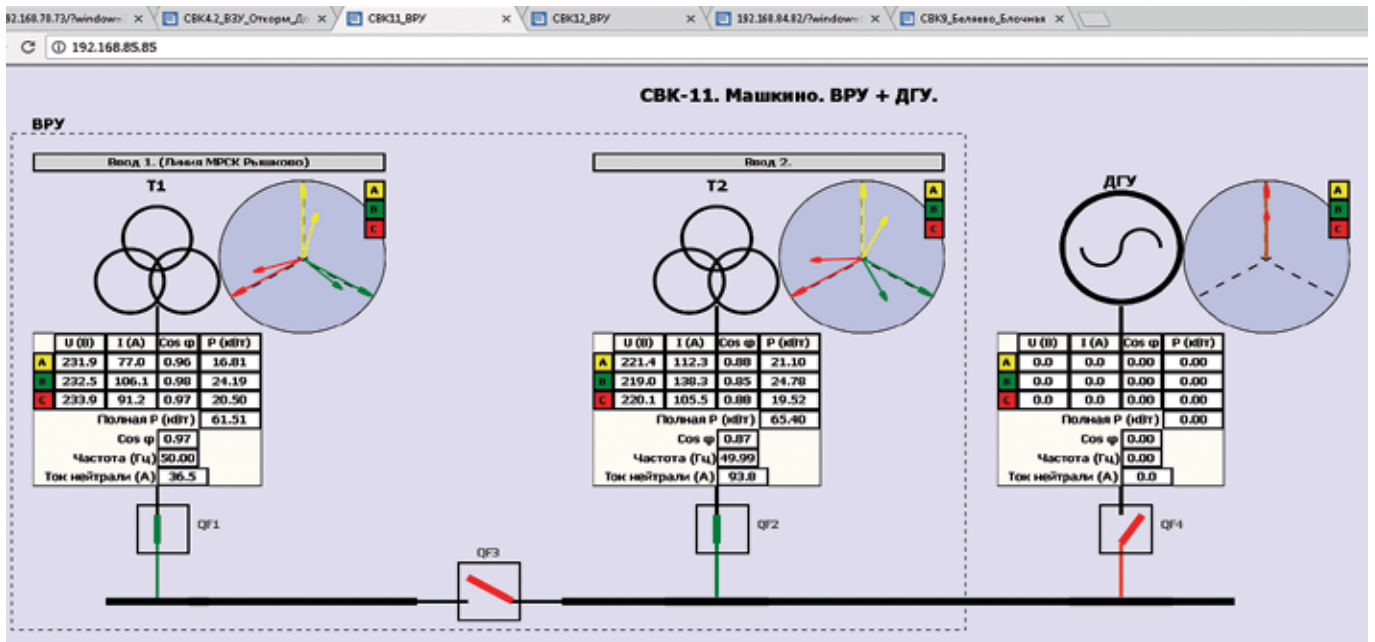 92.168.78.73/?window=
СВК4.2_ВЗУ_Откорм_До
СВК11_ВРУ
СВК12_ВРУ
192.168.84.82/?window=
СВК9_Беляево_Блочная
192.168.85.85
СВК-11. Машкино. ВРУ + ДГУ.
ВРУ
Ввод 1. (Линия МРСК Рышково)
Ввод 2.
T1
A
B
C
T2
A
B
C
ДГУ
A
B
C
U (В) I (А) Cos φ P (кВт)
A 231.9 77.0 0.96 16.81
B 232.5 106.1 0.98 24.19
C 233.9 91.2 0.97 20.50
Полная P (кВт) 61.51
Cos φ 0.97
Частота (Гц) 50.00
Ток нейтрали (А) 36.5
U (В) I (А) Cos φ P (кВт)
A 221.4 112.3 0.88 21.10
B 219.0 138.3 0.85 24.78
C 220.1 105.5 0.88 19.52
Полная P (кВт) 65.40
Cos φ 0.87
Частота (Гц) 49.99
Ток нейтрали (А) 93.8
U (В) I (А) Cos φ P (кВт)
A 0.0 0.0 0.00 0.00
B 0.0 0.0 0.00 0.00
C 0.0 0.0 0.00 0.00
Полная P (кВт) 0.00
Cos φ 0.00
Частота (Гц) 0.00
Ток нейтрали (А) 0.0
QF1
QF2
QF4
QF3